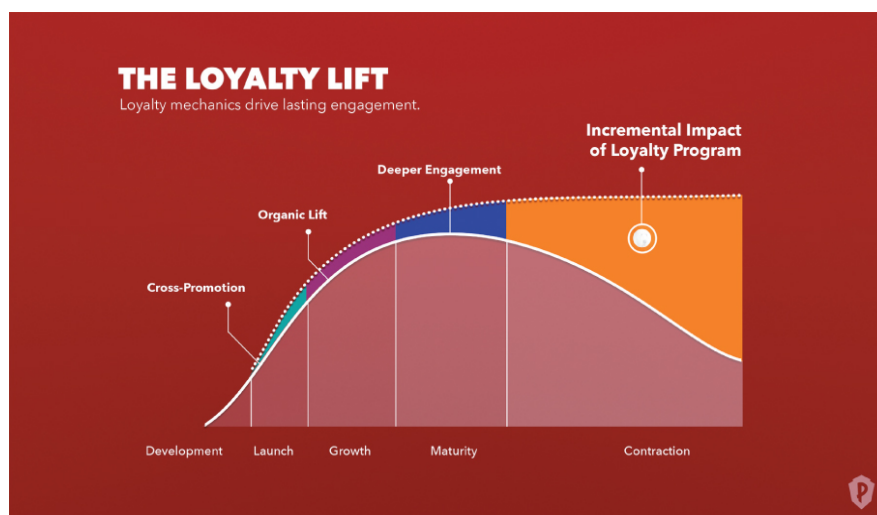 THE LOYALTY LIFT
Loyalty mechanics drive lasting engagement.
Incremental Impact
of Loyalty Program
Deeper Engagement
Organic Lift
Cross-Promotion
Development
Launch
Growth
Maturity
Contraction
P